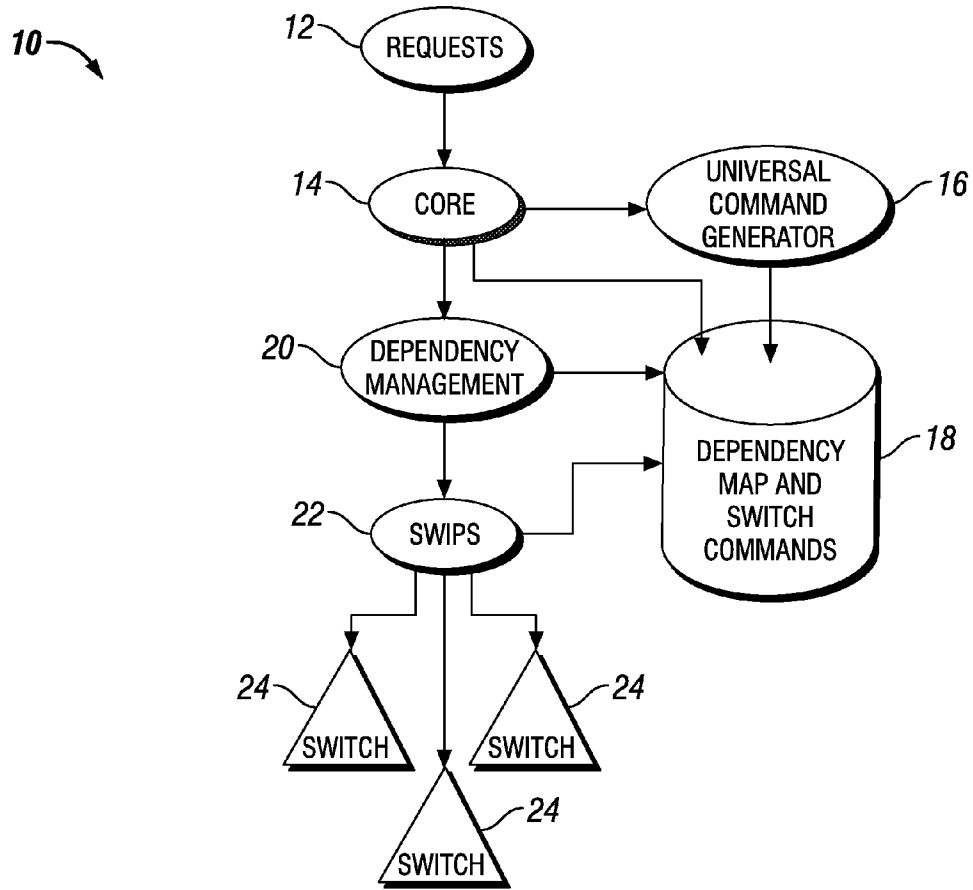 10
12
REQUESTS
14
CORE
UNIVERSAL
COMMAND
GENERATOR
16
20
DEPENDENCY
MANAGEMENT
DEPENDENCY
MAP AND
SWITCH
COMMANDS
18
22
SWIPS
24
SWITCH
24
SWITCH
24
SWITCH